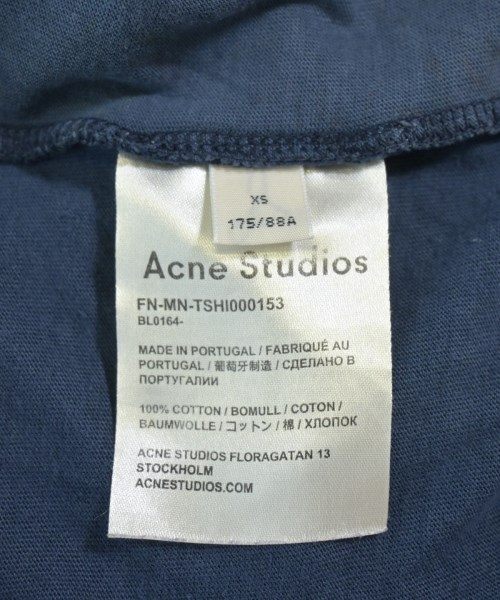 XS
175/88A
Acne Studios
FN-MN-TSHI000153
BL0164-
MADE IN PORTUGAL / FABRIQUÉ AU
PORTUGAL / 葡萄牙制造 / СДЕЛАНО В
ПОРТУГАЛИИ
100% COTTON / BOMULL / COTON /
BAUMWOLLE / コットン / 棉 / ХЛОПОК
ACNE STUDIOS FLORAGATAN 13
STOCKHOLM
ACNESTUDIOS.COM